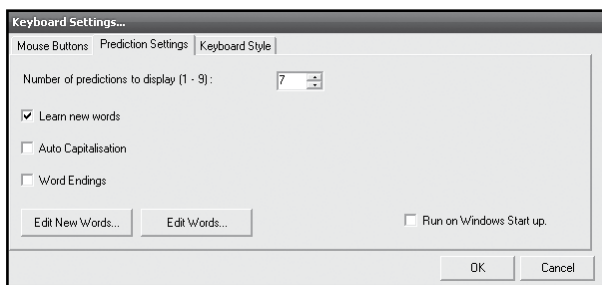 Keyboard Settings...
Mouse Buttons Prediction Settings Keyboard Style
Number of predictions to display (1 - 9) : 7
Learn new words
Auto Capitalisation
Word Endings
Edit New Words... Edit Words... Run on Windows Start up.
OK Cancel